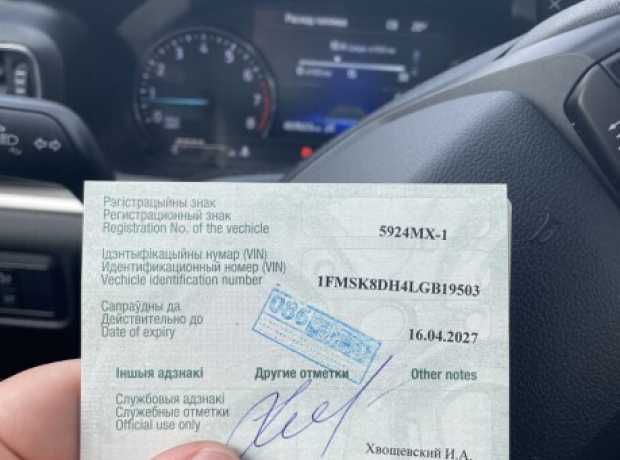 Расход топлива
Рэгістрацыйны знак
Регистрационный знак
Registration No. of the vechicle
5924MX-1
Ідэнтыфікацыйны нумар (VIN)
Идентификационный номер (VIN)
Vechicle identification number
1FMSK8DH4LGB19503
Сапраўдны да
Действительно до
Date of expiry
16.04.2027
Іншыя адзнакі Другие отметки Other notes
Службовыя адзнакі
Служебные отметки
Official use only
Хвощевский И.А.